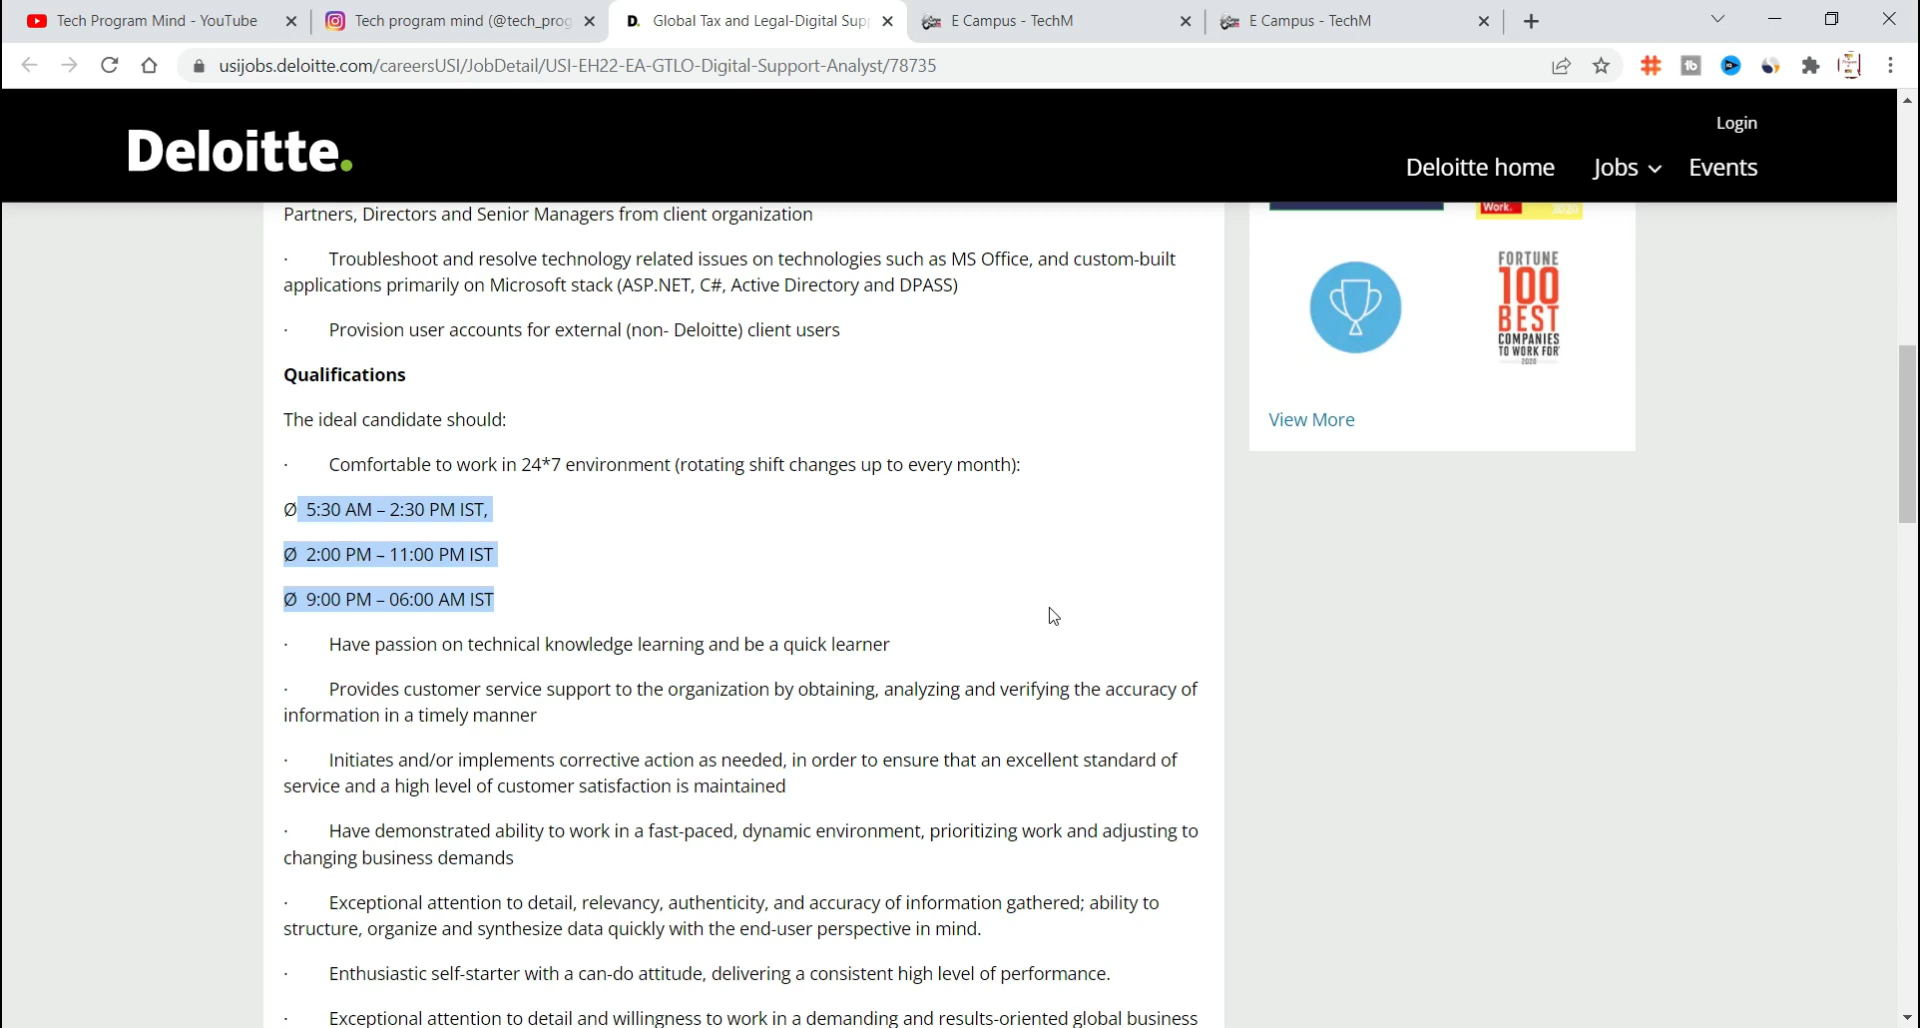 Tech Program Mind - YouTube
Tech program mind (@tech_prog
D. Global Tax and Legal-Digital Sup
E Campus - TechM
E Campus - TechM
usijobs.deloitte.com/careersUSI/JobDetail/USI-EH22-EA-GTLO-Digital-Support-Analyst/78735
Deloitte.
Login
Deloitte home
Jobs
Events
Partners, Directors and Senior Managers from client organization
· Troubleshoot and resolve technology related issues on technologies such as MS Office, and custom-built
applications primarily on Microsoft stack (ASP.NET, C#, Active Directory and DPASS)
· Provision user accounts for external (non- Deloitte) client users
Qualifications
The ideal candidate should:
· Comfortable to work in 24*7 environment (rotating shift changes up to every month):
Ø 5:30 AM – 2:30 PM IST,
Ø 2:00 PM – 11:00 PM IST
Ø 9:00 PM – 06:00 AM IST
· Have passion on technical knowledge learning and be a quick learner
· Provides customer service support to the organization by obtaining, analyzing and verifying the accuracy of
information in a timely manner
· Initiates and/or implements corrective action as needed, in order to ensure that an excellent standard of
service and a high level of customer satisfaction is maintained
· Have demonstrated ability to work in a fast-paced, dynamic environment, prioritizing work and adjusting to
changing business demands
· Exceptional attention to detail, relevancy, authenticity, and accuracy of information gathered; ability to
structure, organize and synthesize data quickly with the end-user perspective in mind.
· Enthusiastic self-starter with a can-do attitude, delivering a consistent high level of performance.
· Exceptional attention to detail and willingness to work in a demanding and results-oriented global business
Work.
2020
FORTUNE
100
BEST
COMPANIES
TO WORK FOR
2020
View More